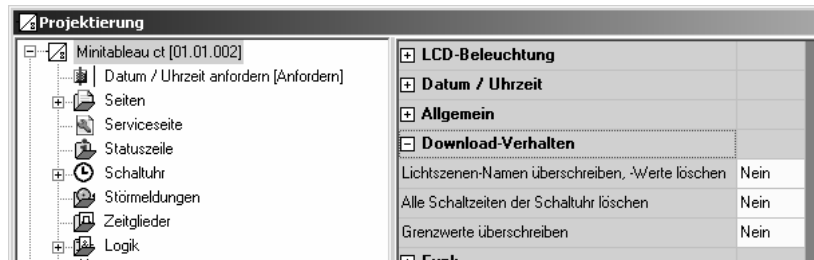 Projektierung
Minitableau ct [01.01.002]
Datum / Uhrzeit anfordern [Anfordern]
Seiten
Serviceseite
Statuszeile
Schaltuhr
Störmeldungen
Zeitglieder
Logik
LCD-Beleuchtung
Datum / Uhrzeit
Allgemein
Download-Verhalten
Lichtszenen-Namen überschreiben, -Werte löschen Nein
Alle Schaltzeiten der Schaltuhr löschen Nein
Grenzwerte überschreiben Nein
Funk